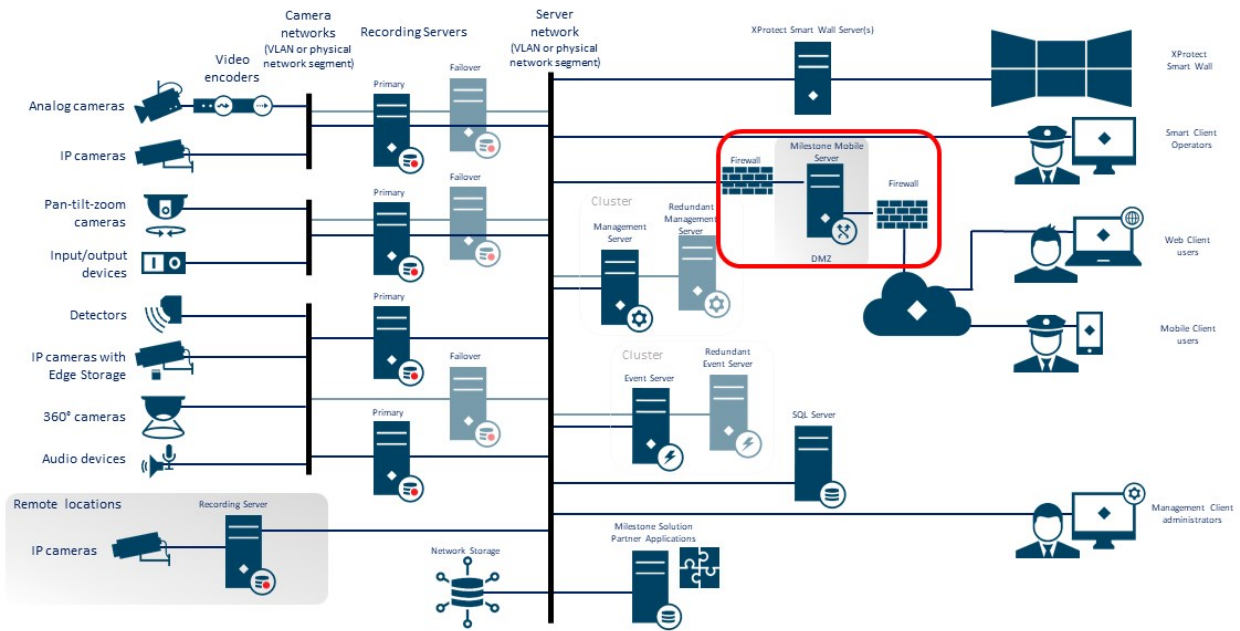 Camera
networks
(VLAN or physical
network segment)
Recording Servers
Server
network
(VLAN or physical
network segment)
Video
encoders
Primary
Failover
Analog cameras
IP cameras
Primary
Failover
Pan-tilt-zoom
cameras
Input/output
devices
Detectors
Primary
IP cameras with
Edge Storage
Failover
360° cameras
Primary
Audio devices
Remote locations
Recording Server
IP cameras
Network Storage
XProtect Smart Wall Server(s)
XProtect
Smart Wall
Smart Client
Operators
Firewall
Milestone Mobile
Server
Firewall
DMZ
Cluster
Management
Server
Redundant
Management
Server
Web Client
users
Mobile Client
users
Cluster
Event Server
Redundant
Event Server
SQL Server
Management Client
administrators
Milestone Solution
Partner Applications